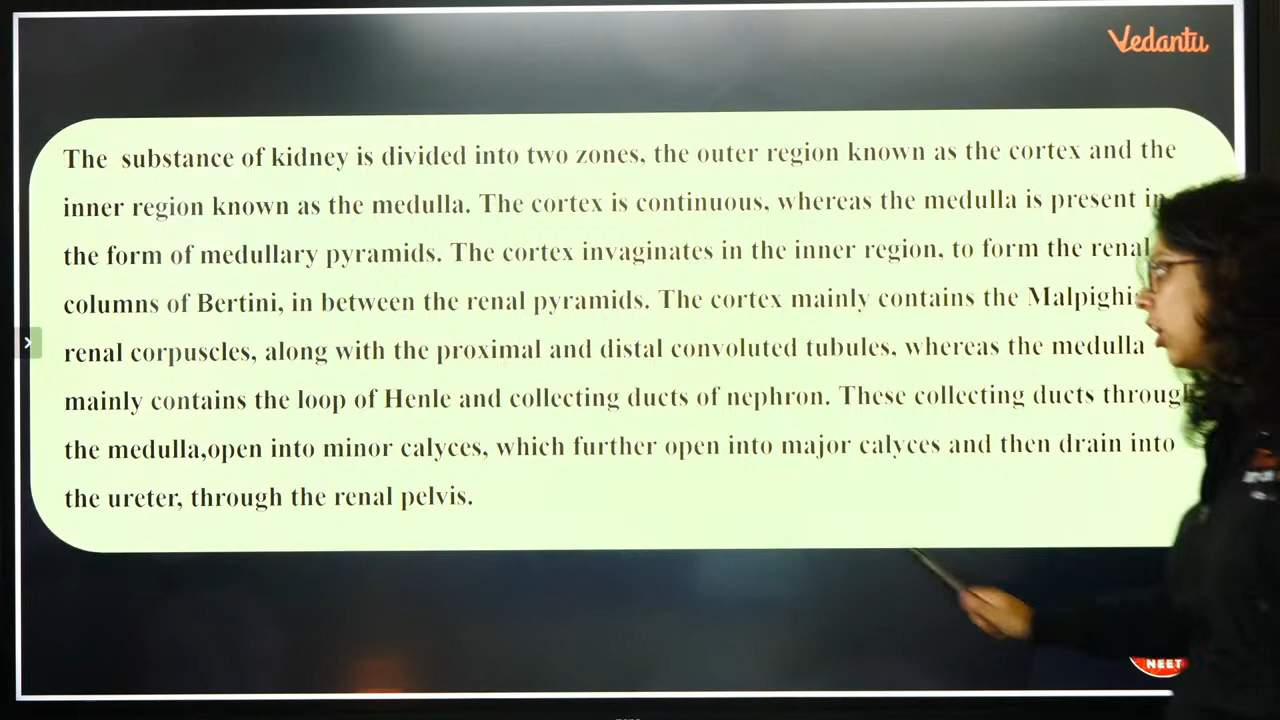 Vedantu
The substance of kidney is divided into two zones, the outer region known as the cortex and the
inner region known as the medulla. The cortex is continuous, whereas the medulla is present in
the form of medullary pyramids. The cortex invaginates in the inner region, to form the renal
columns of Bertini, in between the renal pyramids. The cortex mainly contains the
renal corpuscles, along with the proximal and distal convoluted tubules, whereas the medulla
mainly contains the loop of Henle and collecting ducts of nephron. These collecting ducts through
the medulla,open into minor calyces, which further open into major calyces and then drain into
the ureter, through the renal pelvis.
NEET